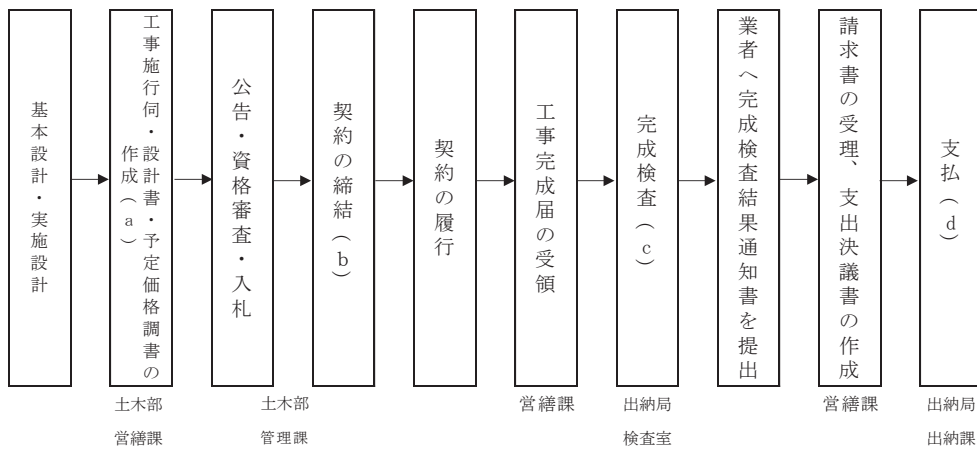 基本設計・実施設計
工事施行伺・設計書・予定価格調書の
作成（a）
公告・資格審査・入札
契約の締結（b）
契約の履行
工事完成届の受領
完成検査（c）
業者へ完成検査結果通知書を提出
請求書の受理、支出決議書の作成
支払（d）
土木部
営繕課
土木部
管理課
営繕課
出納局
検査室
営繕課
出納局
出納課